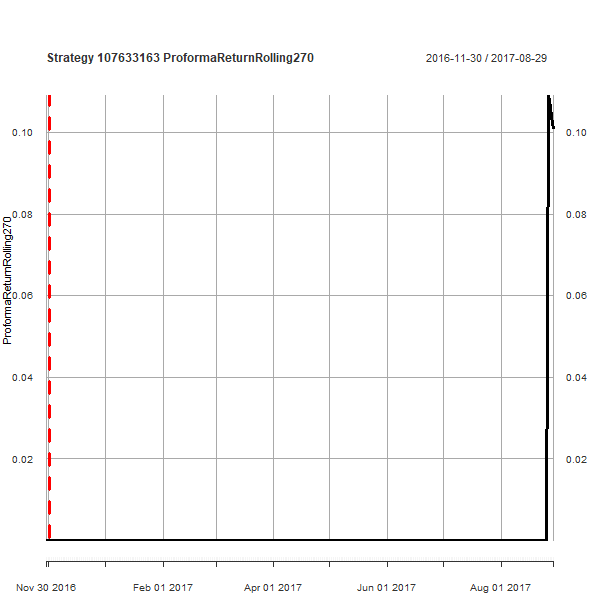 Strategy 107633163 ProformaReturnRolling270
2016-11-30 / 2017-08-29
ProformaReturnRolling270
0.10
0.08
0.06
0.04
0.02
0.10
0.08
0.06
0.04
0.02
Nov 30 2016 Feb 01 2017 Apr 01 2017 Jun 01 2017 Aug 01 2017